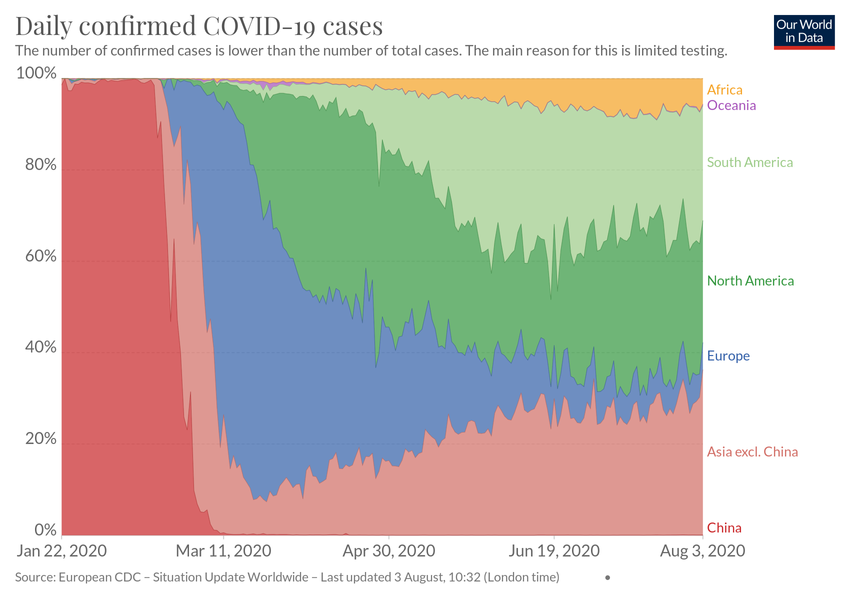 Daily confirmed COVID-19 cases
Our World
in Data
The number of confirmed cases is lower than the number of total cases. The main reason for this is limited testing.
100%
80%
60%
40%
20%
0%
Africa
Oceania
South America
North America
Europe
Asia excl. China
China
Jan 22, 2020
Mar 11, 2020
Apr 30, 2020
Jun 19, 2020
Aug 3, 2020
Source: European CDC – Situation Update Worldwide – Last updated 3 August, 10:32 (London time)